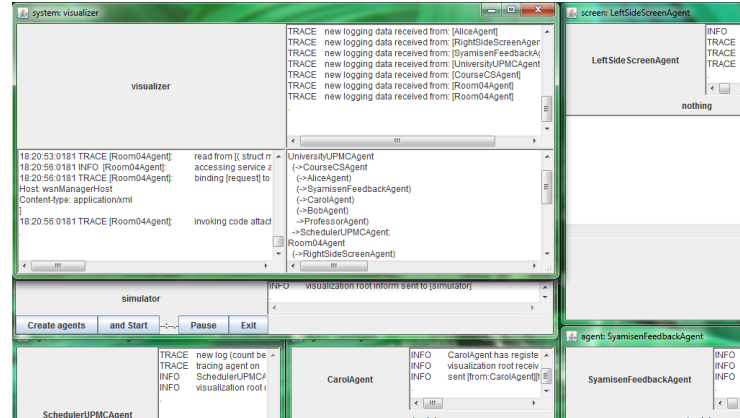 system: visualizer
visualizer
TRACE new logging data received from: [AliceAgent]
TRACE new logging data received from: [RightSideScreenAgen
TRACE new logging data received from: [SyamisenFeedbackAg
TRACE new logging data received from: [UniversityUPMCAgent
TRACE new logging data received from: [CourseCSAgent]
TRACE new logging data received from: [Room04Agent]
TRACE new logging data received from: [Room04Agent]
18:20:53:0181 TRACE [Room04Agent]: read from [( struct m
18:20:56:0181 INFO [Room04Agent]: accessing service a
18:20:56:0181 TRACE [Room04Agent]: binding [request] to
Host: wsnManagerHost
Content-type: application/xml
]
18:20:56:0181 TRACE [Room04Agent]: invoking code attach
UniversityUPMCAgent
(->CourseCSAgent
(->AliceAgent)
(->SyamisenFeedbackAgent)
(->CarolAgent)
(->BobAgent)
(->ProfessorAgent)
->SchedulerUPMCAgent;
Room04Agent
(->RightSideScreenAgent)
screen: LeftSideScreenAgent
LeftSideScreenAgent
INFO
TRACE
TRACE
TRACE
nothing
simulator
INFO visualization root inform sent to [simulator]
Create agents and Start --:--.- Pause Exit
SchedulerUPMCAgent
TRACE new log (count be
TRACE tracing agent on
INFO SchedulerUPMCA
INFO visualization root
CarolAgent
INFO CarolAgent has registe
INFO visualization root receiv
INFO sent [from:CarolAgent][
agent: SyamisenFeedbackAgent
SyamisenFeedbackAgent
INFO
INFO
INFO